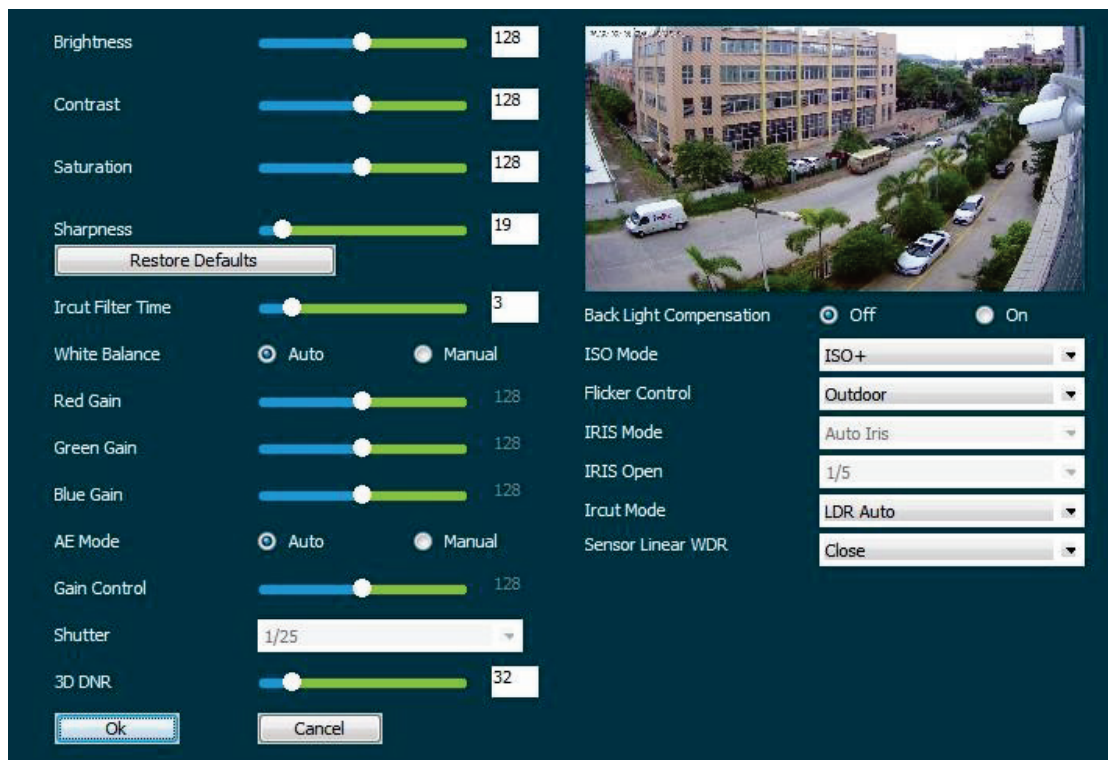 Brightness 128
Contrast 128
Saturation 128
Sharpness 19
Restore Defaults
Ircut Filter Time 3
White Balance Auto Manual
Red Gain 128
Green Gain 128
Blue Gain 128
AE Mode Auto Manual
Gain Control 128
Shutter 1/25
3D DNR 32
Ok Cancel
Back Light Compensation Off On
ISO Mode ISO+
Flicker Control Outdoor
IRIS Mode Auto Iris
IRIS Open 1/5
Ircut Mode LDR Auto
Sensor Linear WDR Close